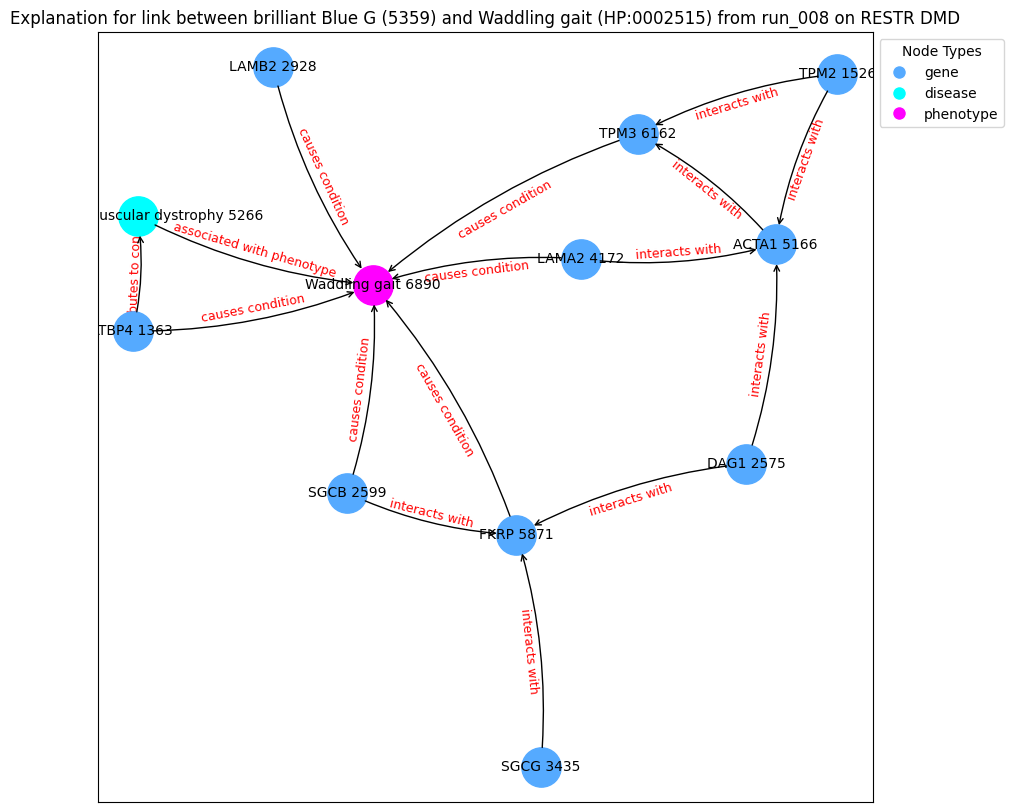 Explanation for link between brilliant Blue G (5359) and Waddling gait (HP:0002515) from run_008 on RESTR DMD
Node Types
gene
disease
phenotype
LAMB2 2928
TPM2 1526
interacts with
TPM3 6162
interacts with
causes condition
interacts with
causes condition
uscular dystrophy 5266
associated with phenotype
ACTA1 5166
interacts with
LAMA2 4172
causes condition
Waddling gait 6890
utes to con
causes condition
TBP4 1363
interacts with
causes condition
causes condition
DAG1 2575
SGCB 2599
interacts with
interacts with
FKRP 5871
interacts with
SGCG 3435